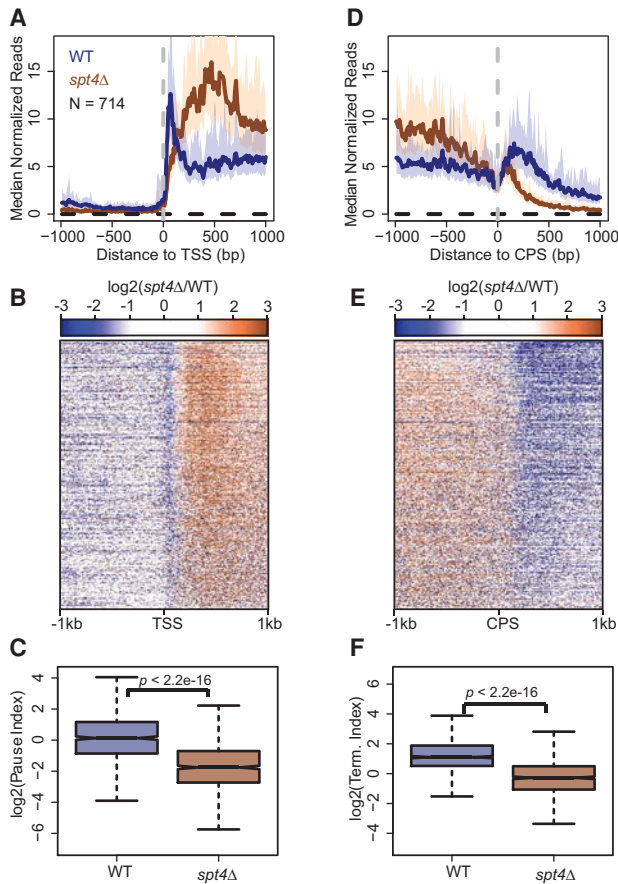 A
Median Normalized Reads
15
10
5
0
WT
spt4Δ
N = 714
−1000 −500 0 500 1000
Distance to TSS (bp)
D
Median Normalized Reads
15
10
5
0
−1000 −500 0 500 1000
Distance to CPS (bp)
B
log2(spt4Δ/WT)
-3 -2 -1 0 1 2 3
-1kb TSS 1kb
E
log2(spt4Δ/WT)
-3 -2 -1 0 1 2 3
-1kb CPS 1kb
C
log2(Pause Index)
4
2
0
−2
−4
−6
p < 2.2e-16
WT spt4Δ
F
log2(Term. Index)
6
4
2
0
−2
−4
p < 2.2e-16
WT spt4Δ